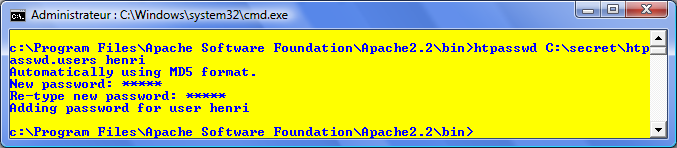 Administrateur : C:\Windows\system32\cmd.exe
c:\Program Files\Apache Software Foundation\Apache2.2\bin>htpasswd C:\secret\htp
asswd.users henri
Automatically using MD5 format.
New password: *****
Re-type new password: *****
Adding password for user henri
c:\Program Files\Apache Software Foundation\Apache2.2\bin>